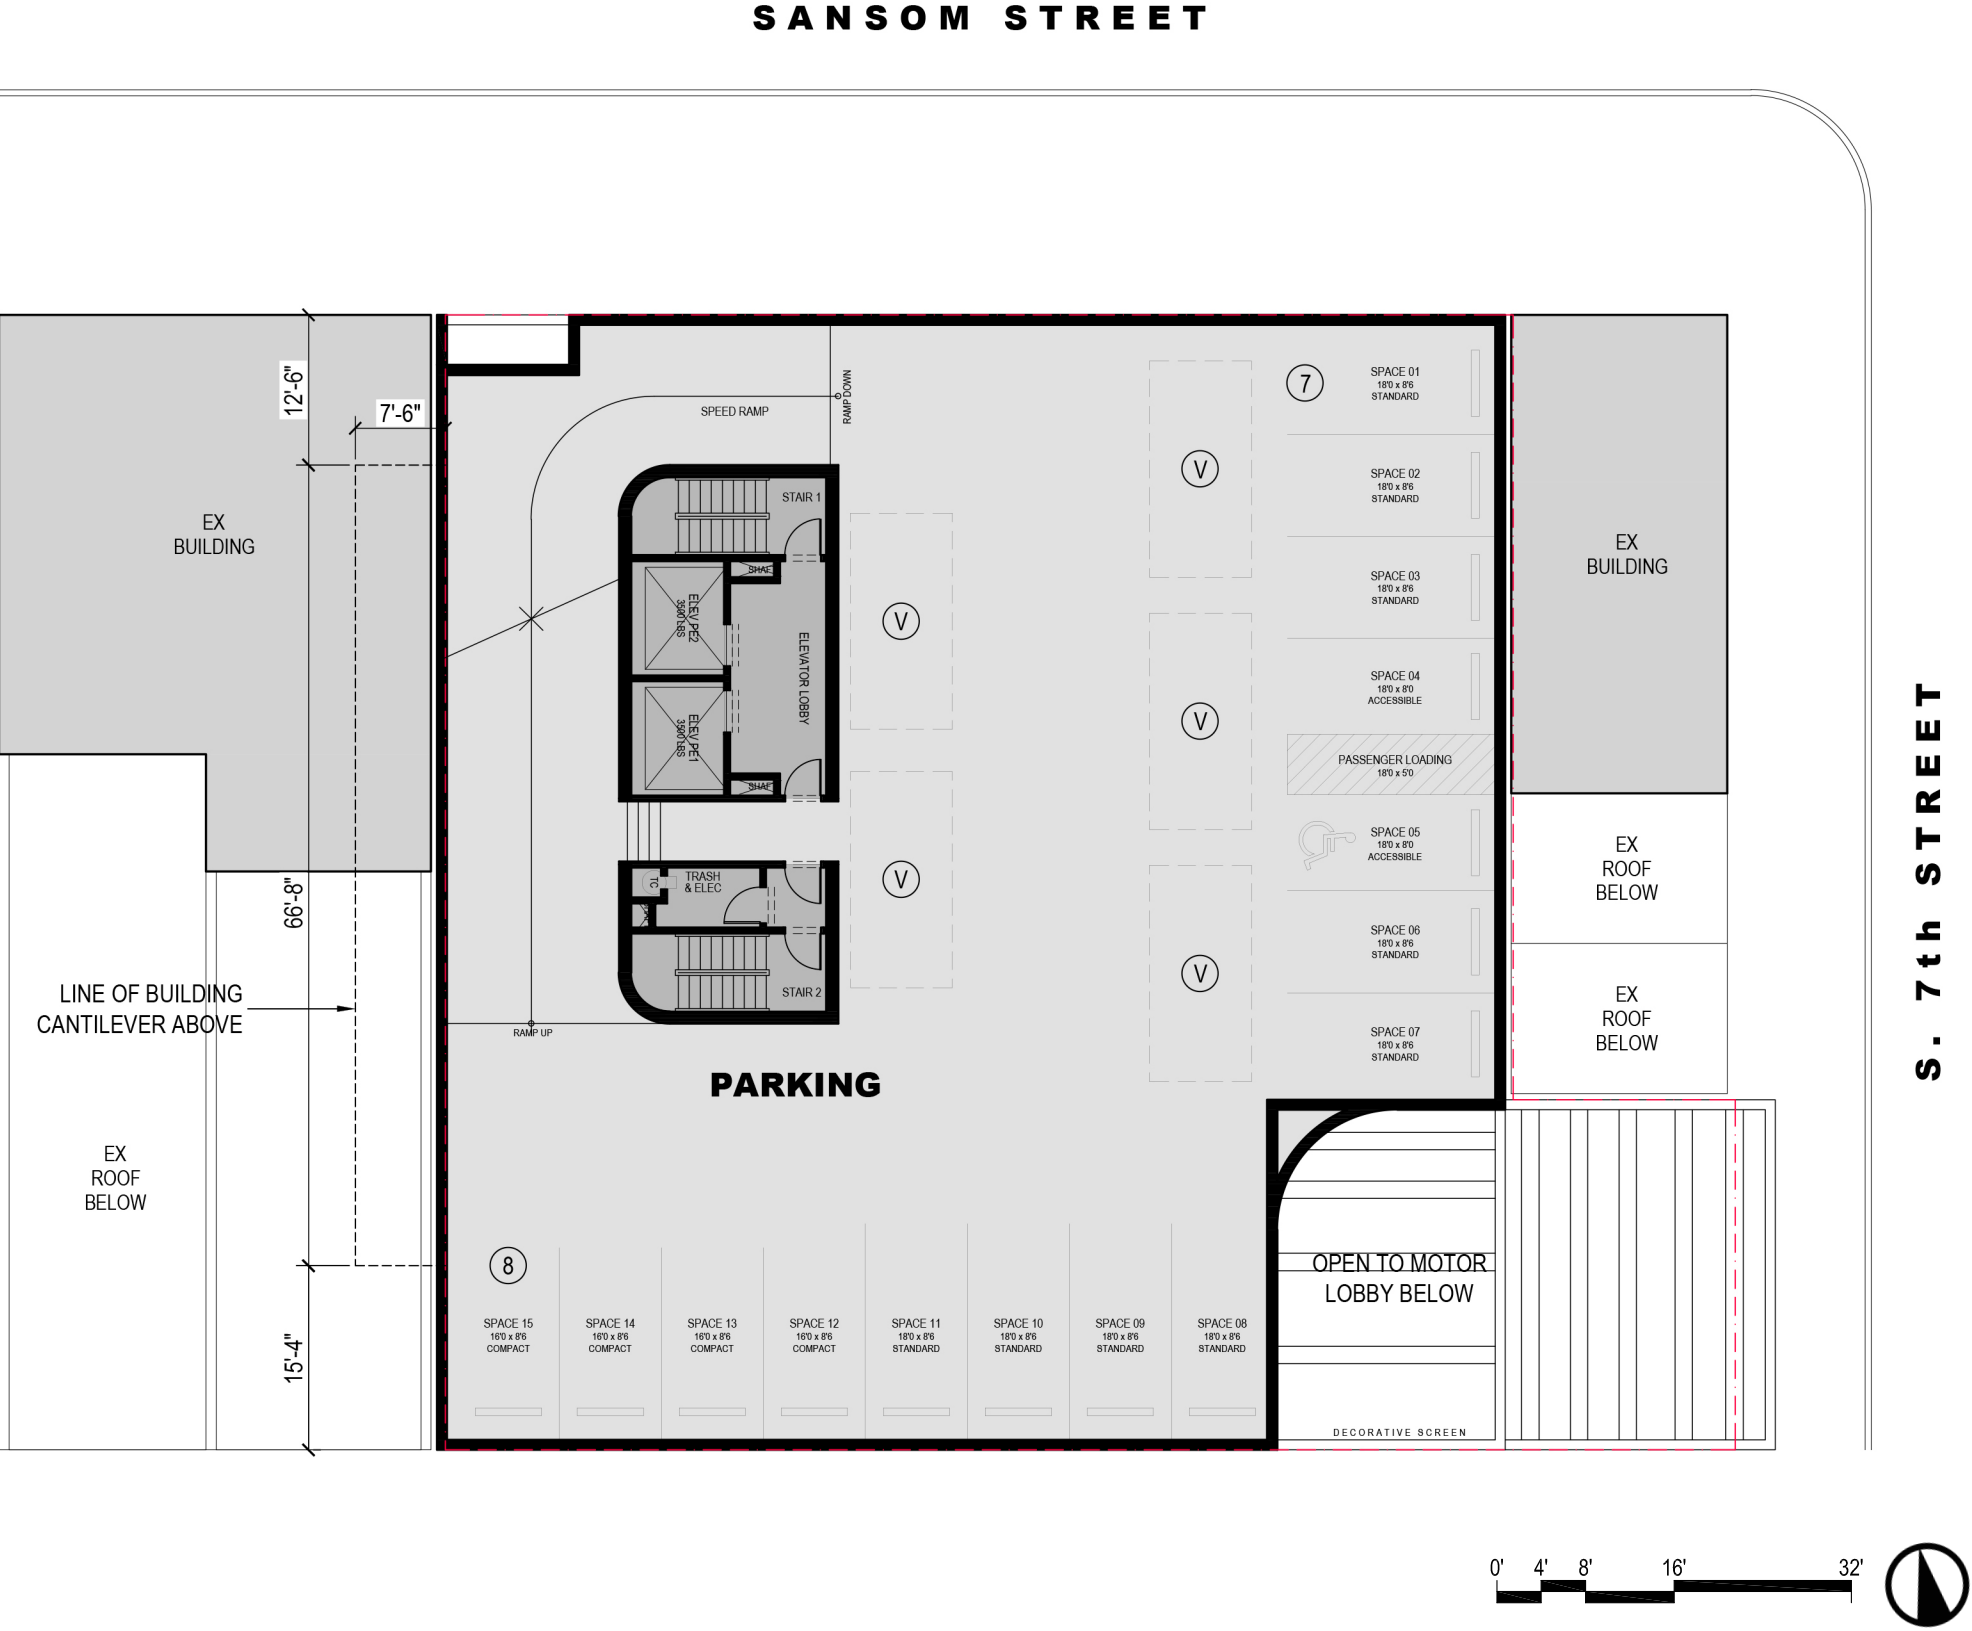 SANSOM STREET
12'-6"
7'-6"
SPEED RAMP
RAMP DOWN
7
SPACE 01
18'0 x 8'6
STANDARD
V
SPACE 02
18'0 x 8'6
STANDARD
STAIR 1
EX
BUILDING
EX
BUILDING
SHAF
SPACE 03
18'0 x 8'6
STANDARD
ELEV PE2
3500 LBS
V
ELEVATOR LOBBY
SPACE 04
18'0 x 8'0
ACCESSIBLE
V
ELEV PE1
3500 LBS
PASSENGER LOADING
18'0 x 5'0
SHAF
S. 7th STREET
SPACE 05
18'0 x 8'0
ACCESSIBLE
EX
ROOF
BELOW
66'-8"
TC
TRASH
& ELEC
V
SPACE 06
18'0 x 8'6
STANDARD
V
STAIR 2
LINE OF BUILDING
CANTILEVER ABOVE
EX
ROOF
BELOW
RAMP UP
SPACE 07
18'0 x 8'6
STANDARD
PARKING
EX
ROOF
BELOW
8
OPEN TO MOTOR
LOBBY BELOW
15'-4"
SPACE 15
16'0 x 8'6
COMPACT
SPACE 14
16'0 x 8'6
COMPACT
SPACE 13
16'0 x 8'6
COMPACT
SPACE 12
16'0 x 8'6
COMPACT
SPACE 11
18'0 x 8'6
STANDARD
SPACE 10
18'0 x 8'6
STANDARD
SPACE 09
18'0 x 8'6
STANDARD
SPACE 08
18'0 x 8'6
STANDARD
DECORATIVE SCREEN
0' 4' 8' 16' 32'